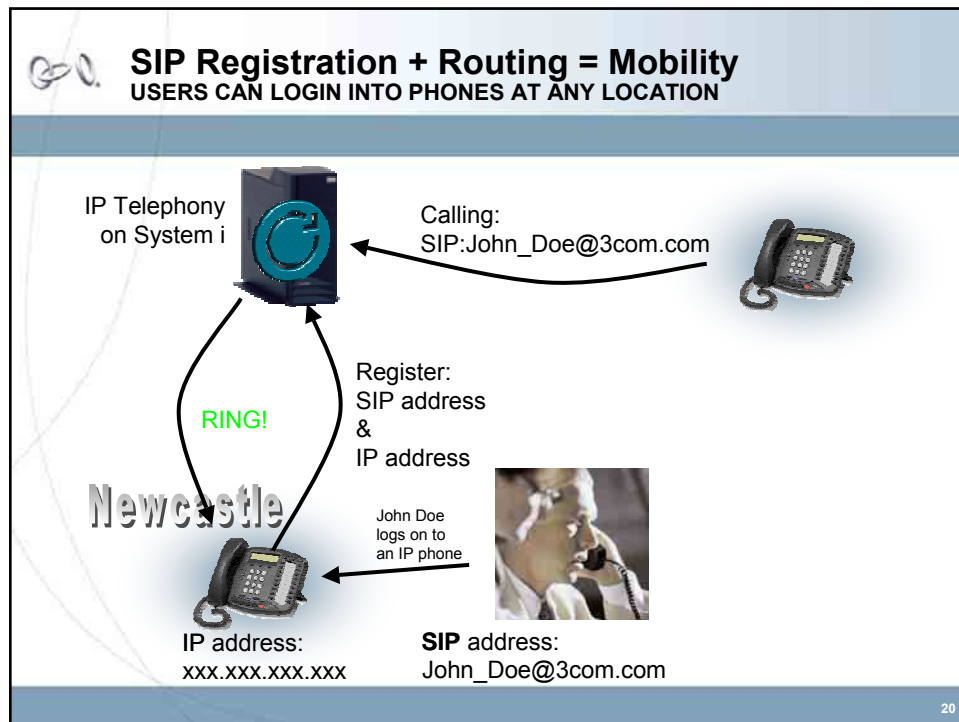 SIP Registration + Routing = Mobility
USERS CAN LOGIN INTO PHONES AT ANY LOCATION
IP Telephony
on System i
Calling:
SIP:John_Doe@3com.com
Register:
SIP address
&
IP address
RING!
Newcastle
John Doe
logs on to
an IP phone
IP address:
xxx.xxx.xxx.xxx
SIP address:
John_Doe@3com.com
20